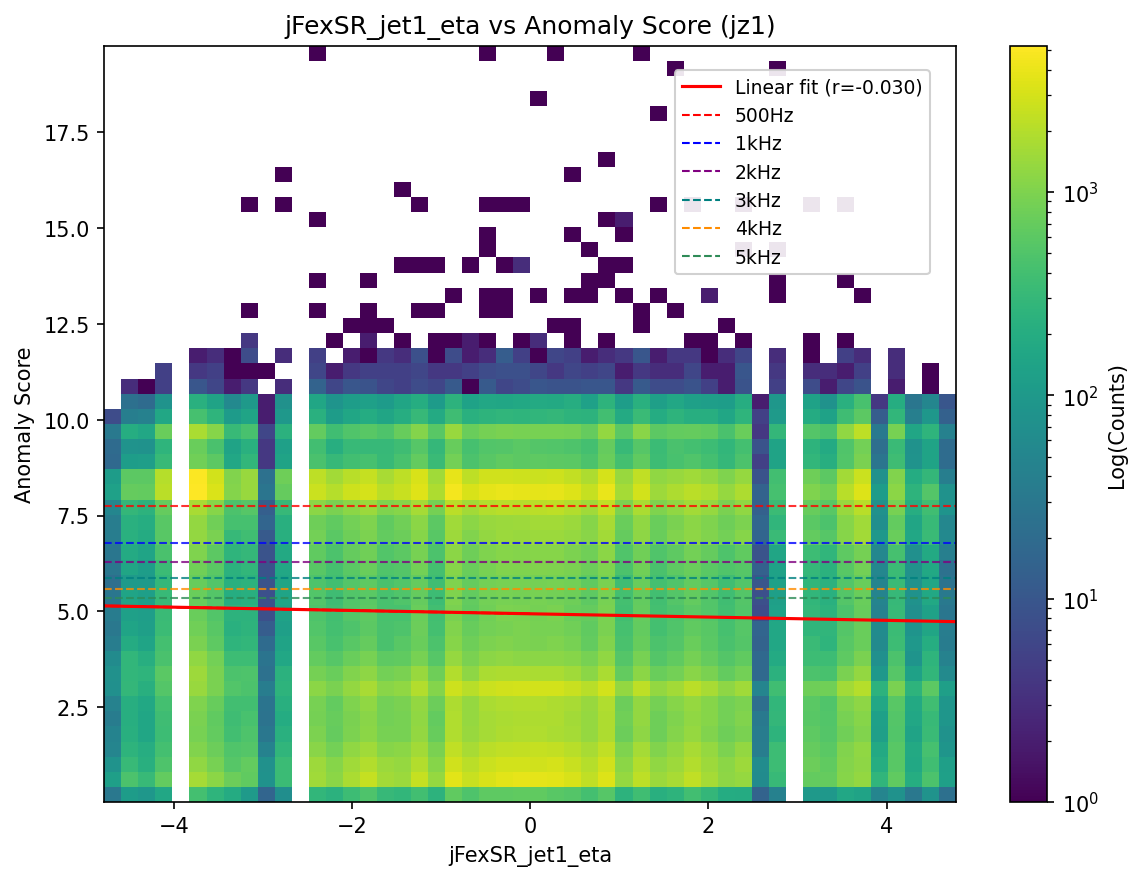 jFexSR_jet1_eta vs Anomaly Score (jz1)
Linear fit (r=-0.030)
500Hz
1kHz
2kHz
3kHz
4kHz
5kHz
Anomaly Score
17.5
15.0
12.5
10.0
7.5
5.0
2.5
−4
−2
0
2
4
jFexSR_jet1_eta
10³
10²
10¹
10⁰
Log(Counts)